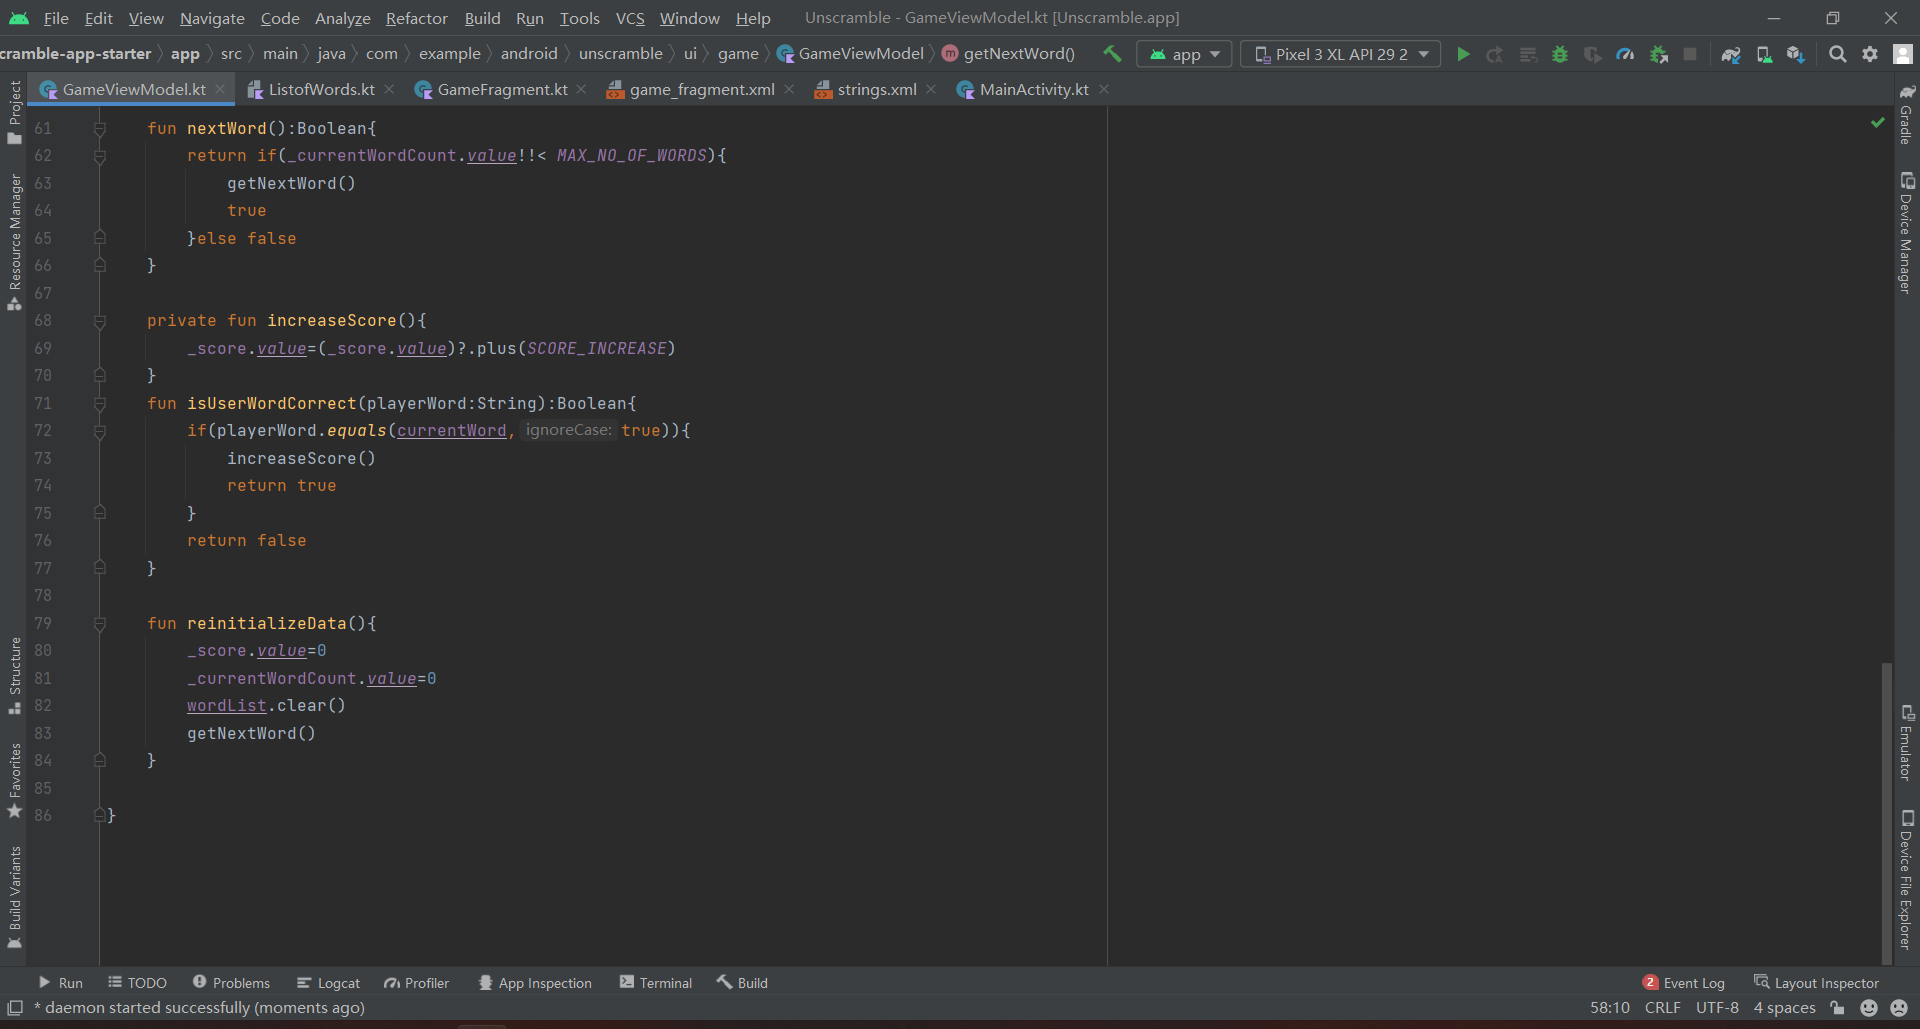 File Edit View Navigate Code Analyze Refactor Build Run Tools VCS Window Help Unscramble - GameViewModel.kt [Unscramble.app]
cramble-app-starter app src main java com example android unscramble ui game GameViewModel m getNextWord() app Pixel 3 XL API 29 2
GameViewModel.kt ListofWords.kt GameFragment.kt game_fragment.xml strings.xml MainActivity.kt
Project
Resource Manager
Structure
Favorites
Build Variants
61 fun nextWord():Boolean{
62 return if(_currentWordCount.value!!< MAX_NO_OF_WORDS){
63 getNextWord()
64 true
65 }else false
66 }
67
68 private fun increaseScore(){
69 _score.value=(_score.value)?.plus(SCORE_INCREASE)
70 }
71 fun isUserWordCorrect(playerWord:String):Boolean{
72 if(playerWord.equals(currentWord, ignoreCase: true)){
73 increaseScore()
74 return true
75 }
76 return false
77 }
78
79 fun reinitializeData(){
80 _score.value=0
81 _currentWordCount.value=0
82 wordList.clear()
83 getNextWord()
84 }
85
86 }
Gradle
Device Manager
Emulator
Device File Explorer
Run TODO Problems Logcat Profiler App Inspection Terminal Build 2 Event Log Layout Inspector
* daemon started successfully (moments ago) 58:10 CRLF UTF-8 4 spaces